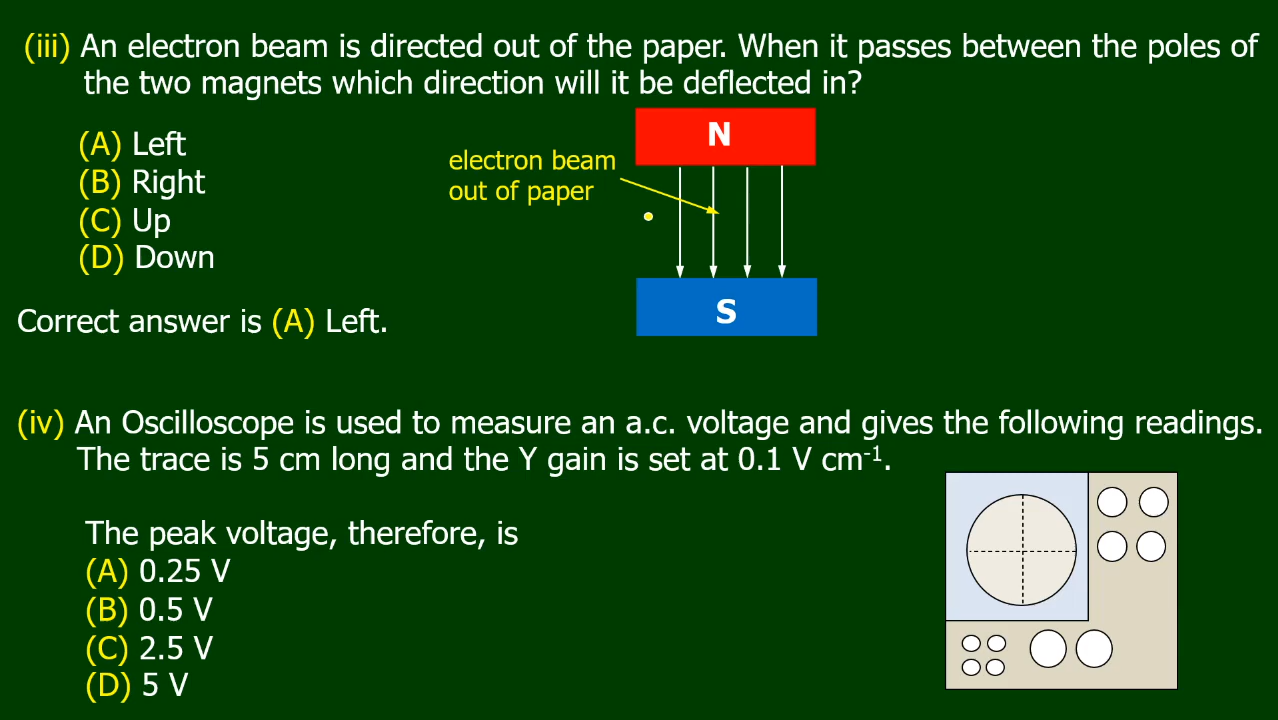 (iii) An electron beam is directed out of the paper. When it passes between the poles of
the two magnets which direction will it be deflected in?
(A) Left
(B) Right
(C) Up
(D) Down
N
electron beam
out of paper
S
Correct answer is (A) Left.
(iv) An Oscilloscope is used to measure an a.c. voltage and gives the following readings.
The trace is 5 cm long and the Y gain is set at 0.1 V cm⁻¹.
The peak voltage, therefore, is
(A) 0.25 V
(B) 0.5 V
(C) 2.5 V
(D) 5 V